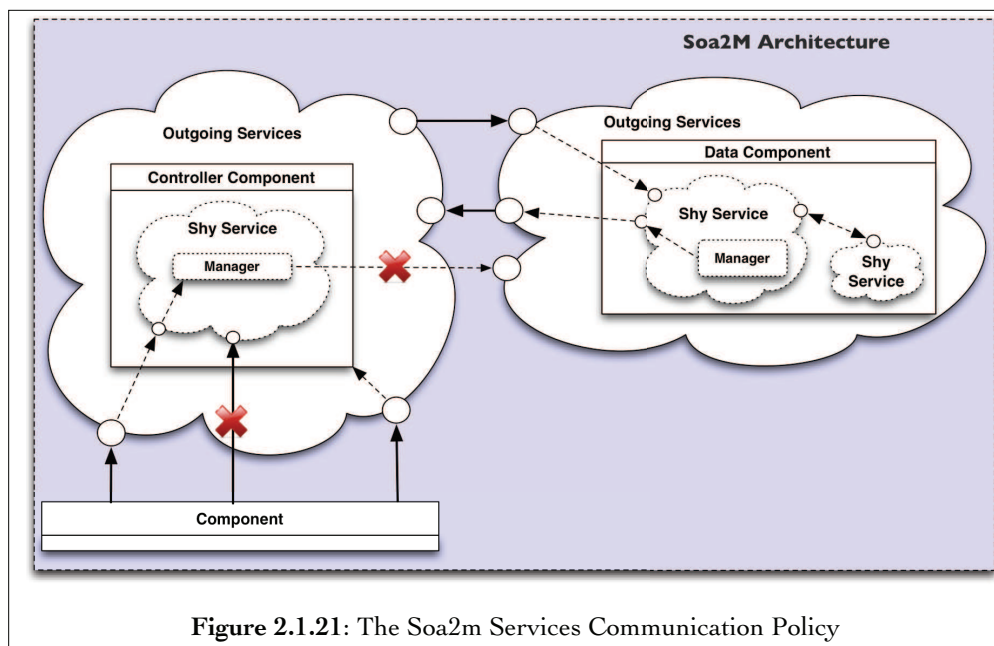 Soa2M Architecture
Outgoing Services
Outgcing Services
Controller Component
Data Component
Shy Service
Manager
Shy Service
Manager
Shy
Service
Component
Figure 2.1.21: The Soa2m Services Communication Policy